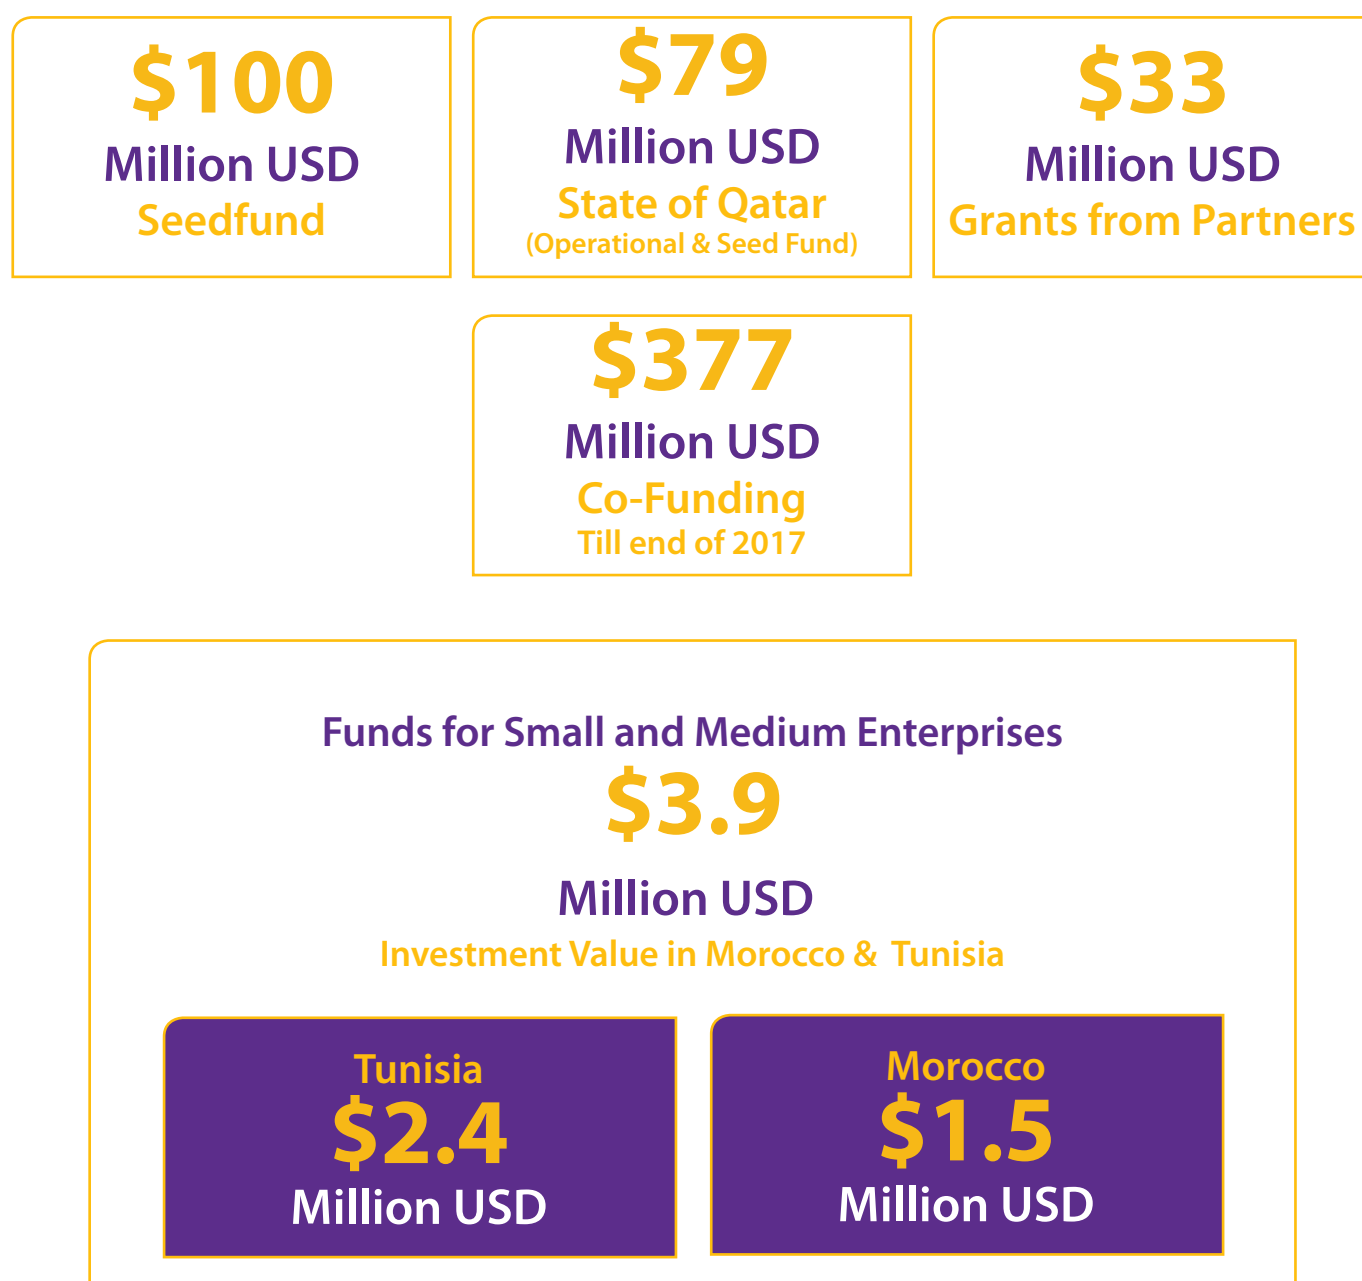 $100
Million USD
Seedfund
$79
Million USD
State of Qatar
(Operational & Seed Fund)
$33
Million USD
Grants from Partners
$377
Million USD
Co-Funding
Till end of 2017
Funds for Small and Medium Enterprises
$3.9
Million USD
Investment Value in Morocco & Tunisia
Tunisia
$2.4
Million USD
Morocco
$1.5
Million USD